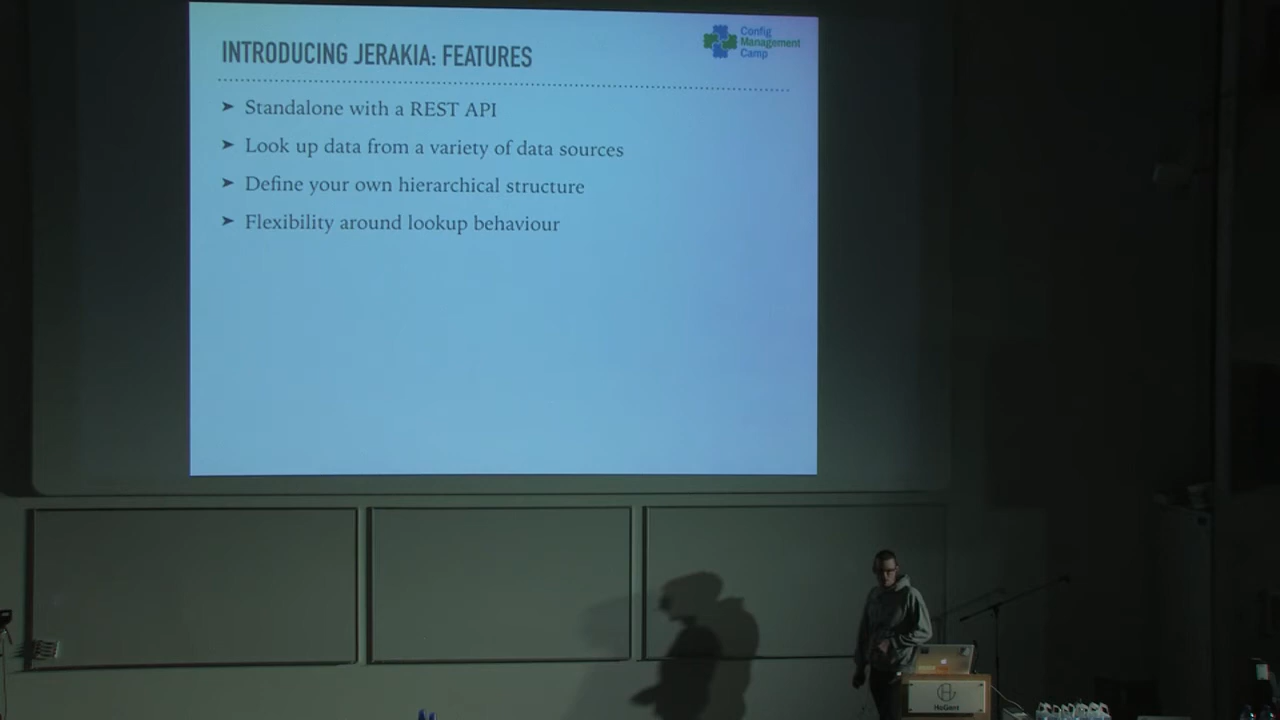 INTRODUCING JERAKIA: FEATURES
Config
Management
Camp
➤ Standalone with a REST API
➤ Look up data from a variety of data sources
➤ Define your own hierarchical structure
➤ Flexibility around lookup behaviour
HoGent